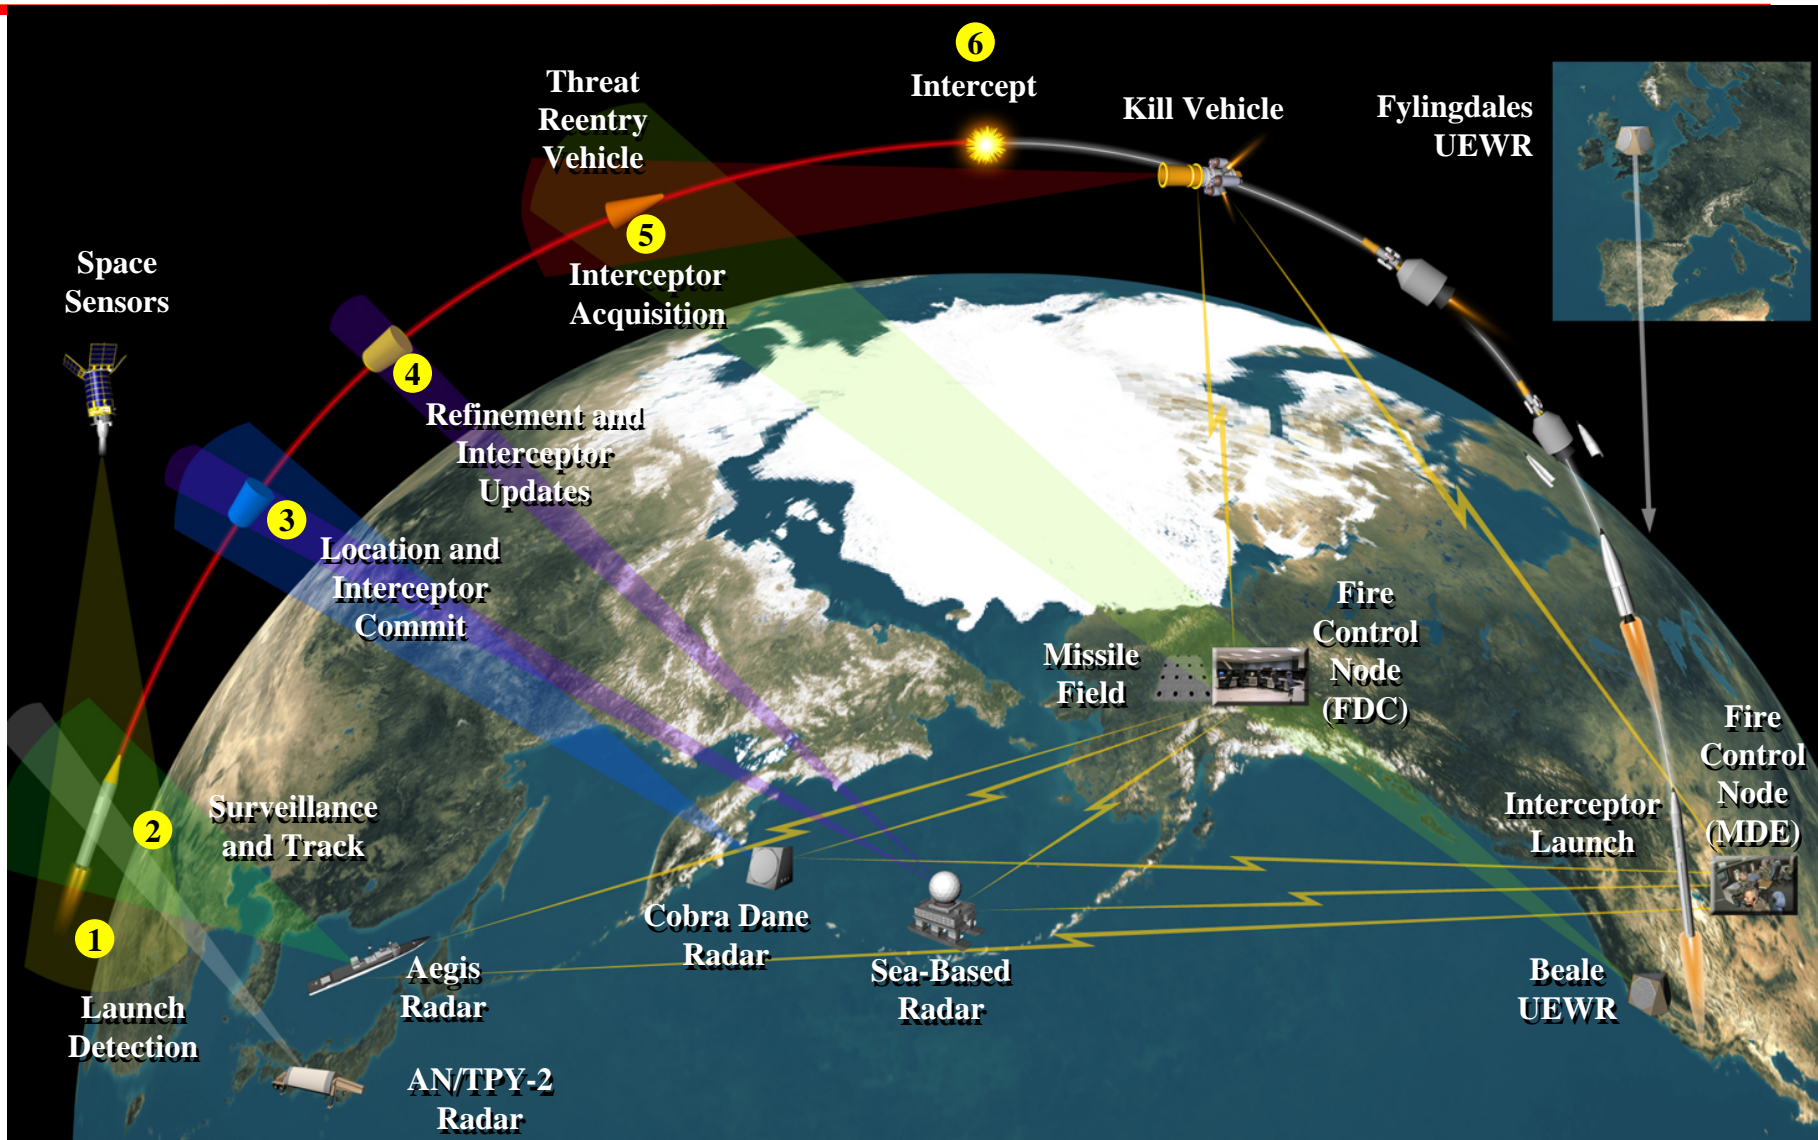 6
Intercept
Threat
Reentry
Vehicle
Kill Vehicle
Fylingdales
UEWR
5
Interceptor
Acquisition
Space
Sensors
4
Refinement and
Interceptor
Updates
3
Location and
Interceptor
Commit
Missile
Field
Fire
Control
Node
(FDC)
Fire
Control
Node
(MDE)
2
Surveillance
and Track
Interceptor
Launch
1
Launch
Detection
Aegis
Radar
Cobra Dane
Radar
Sea-Based
Radar
Beale
UEWR
AN/TPY-2
Radar